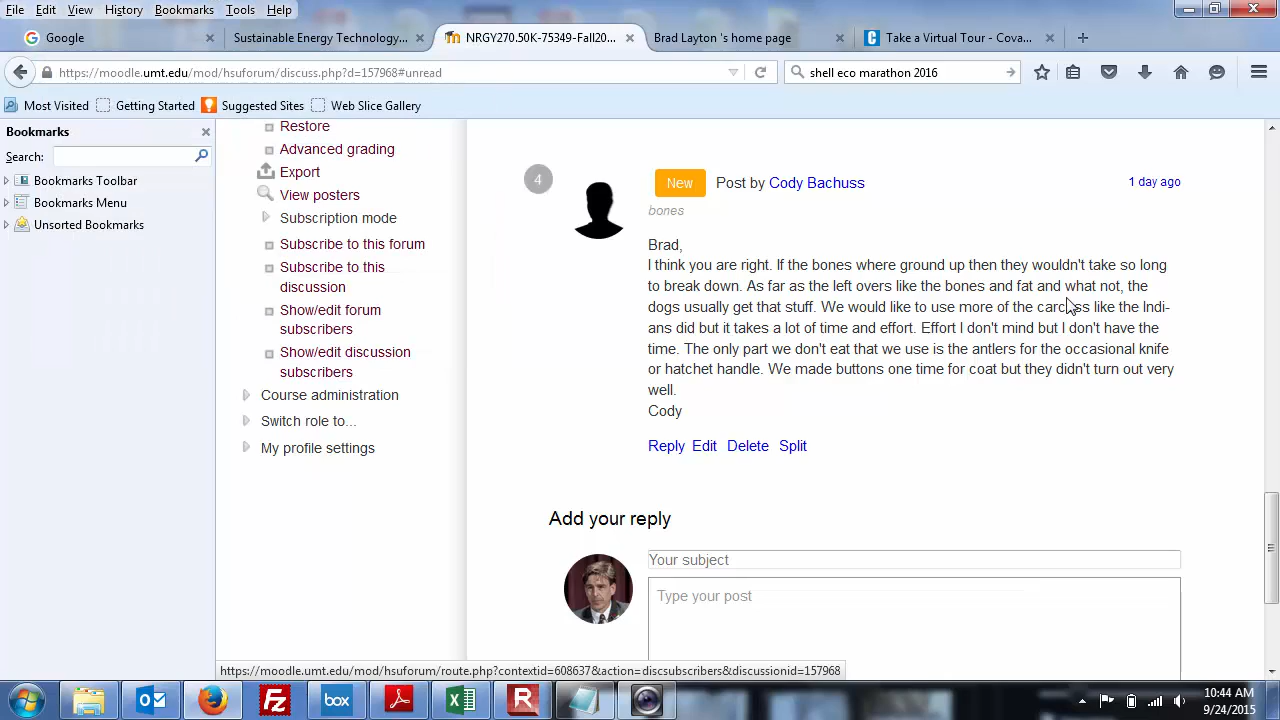 File Edit View History Bookmarks Tools Help
Google
Sustainable Energy Technology...
NRGY270.50K-75349-Fall20...
Brad Layton 's home page
Take a Virtual Tour - Cova...
https://moodle.umt.edu/mod/hsuforum/discuss.php?d=157968#unread
shell eco marathon 2016
Most Visited Getting Started Suggested Sites Web Slice Gallery
Bookmarks
Search:
Bookmarks Toolbar
Bookmarks Menu
Unsorted Bookmarks
Restore
Advanced grading
Export
View posters
Subscription mode
Subscribe to this forum
Subscribe to this
discussion
Show/edit forum
subscribers
Show/edit discussion
subscribers
Course administration
Switch role to...
My profile settings
4
New Post by Cody Bachuss
1 day ago
bones
Brad,
I think you are right. If the bones where ground up then they wouldn't take so long
to break down. As far as the left overs like the bones and fat and what not, the
dogs usually get that stuff. We would like to use more of the carcass like the Indi-
ans did but it takes a lot of time and effort. Effort I don't mind but I don't have the
time. The only part we don't eat that we use is the antlers for the occasional knife
or hatchet handle. We made buttons one time for coat but they didn't turn out very
well.
Cody
Reply Edit Delete Split
Add your reply
Your subject
Type your post
https://moodle.umt.edu/mod/hsuforum/route.php?contextid=608637&action=discsubscribers&discussionid=157968
box
10:44 AM
9/24/2015